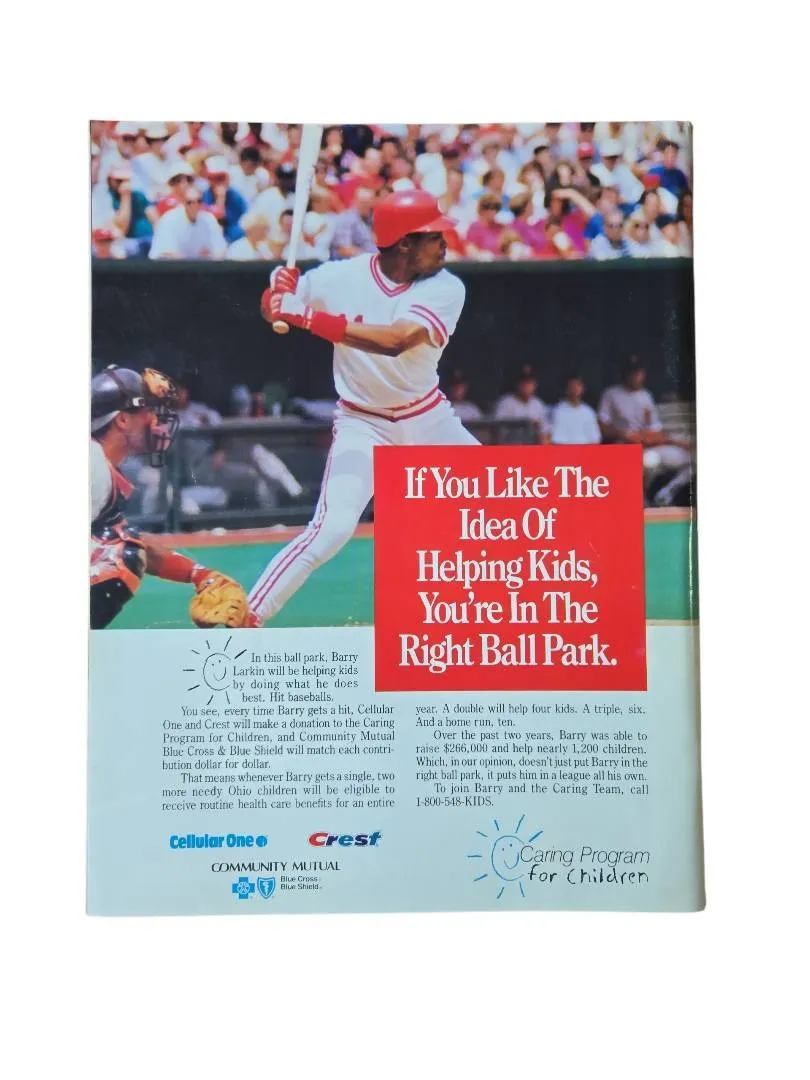 If You Like The
Idea Of
Helping Kids,
You're In The
Right Ball Park.
In this ball park, Barry
Larkin will be helping kids
by doing what he does
best. Hit baseballs.
You see, every time Barry gets a hit, Cellular
One and Crest will make a donation to the Caring
Program for Children, and Community Mutual
Blue Cross & Blue Shield will match each contri-
bution dollar for dollar.
That means whenever Barry gets a single, two
more needy Ohio children will be eligible to
receive routine health care benefits for an entire
year. A double will help four kids. A triple, six.
And a home run, ten.
Over the past two years, Barry was able to
raise $266,000 and help nearly 1,200 children.
Which, in our opinion, doesn't just put Barry in the
right ball park, it puts him in a league all his own.
To join Barry and the Caring Team, call
1-800-548-KIDS.
Cellular One
Crest
COMMUNITY MUTUAL
Blue Cross
Blue Shield
Caring Program
for Children